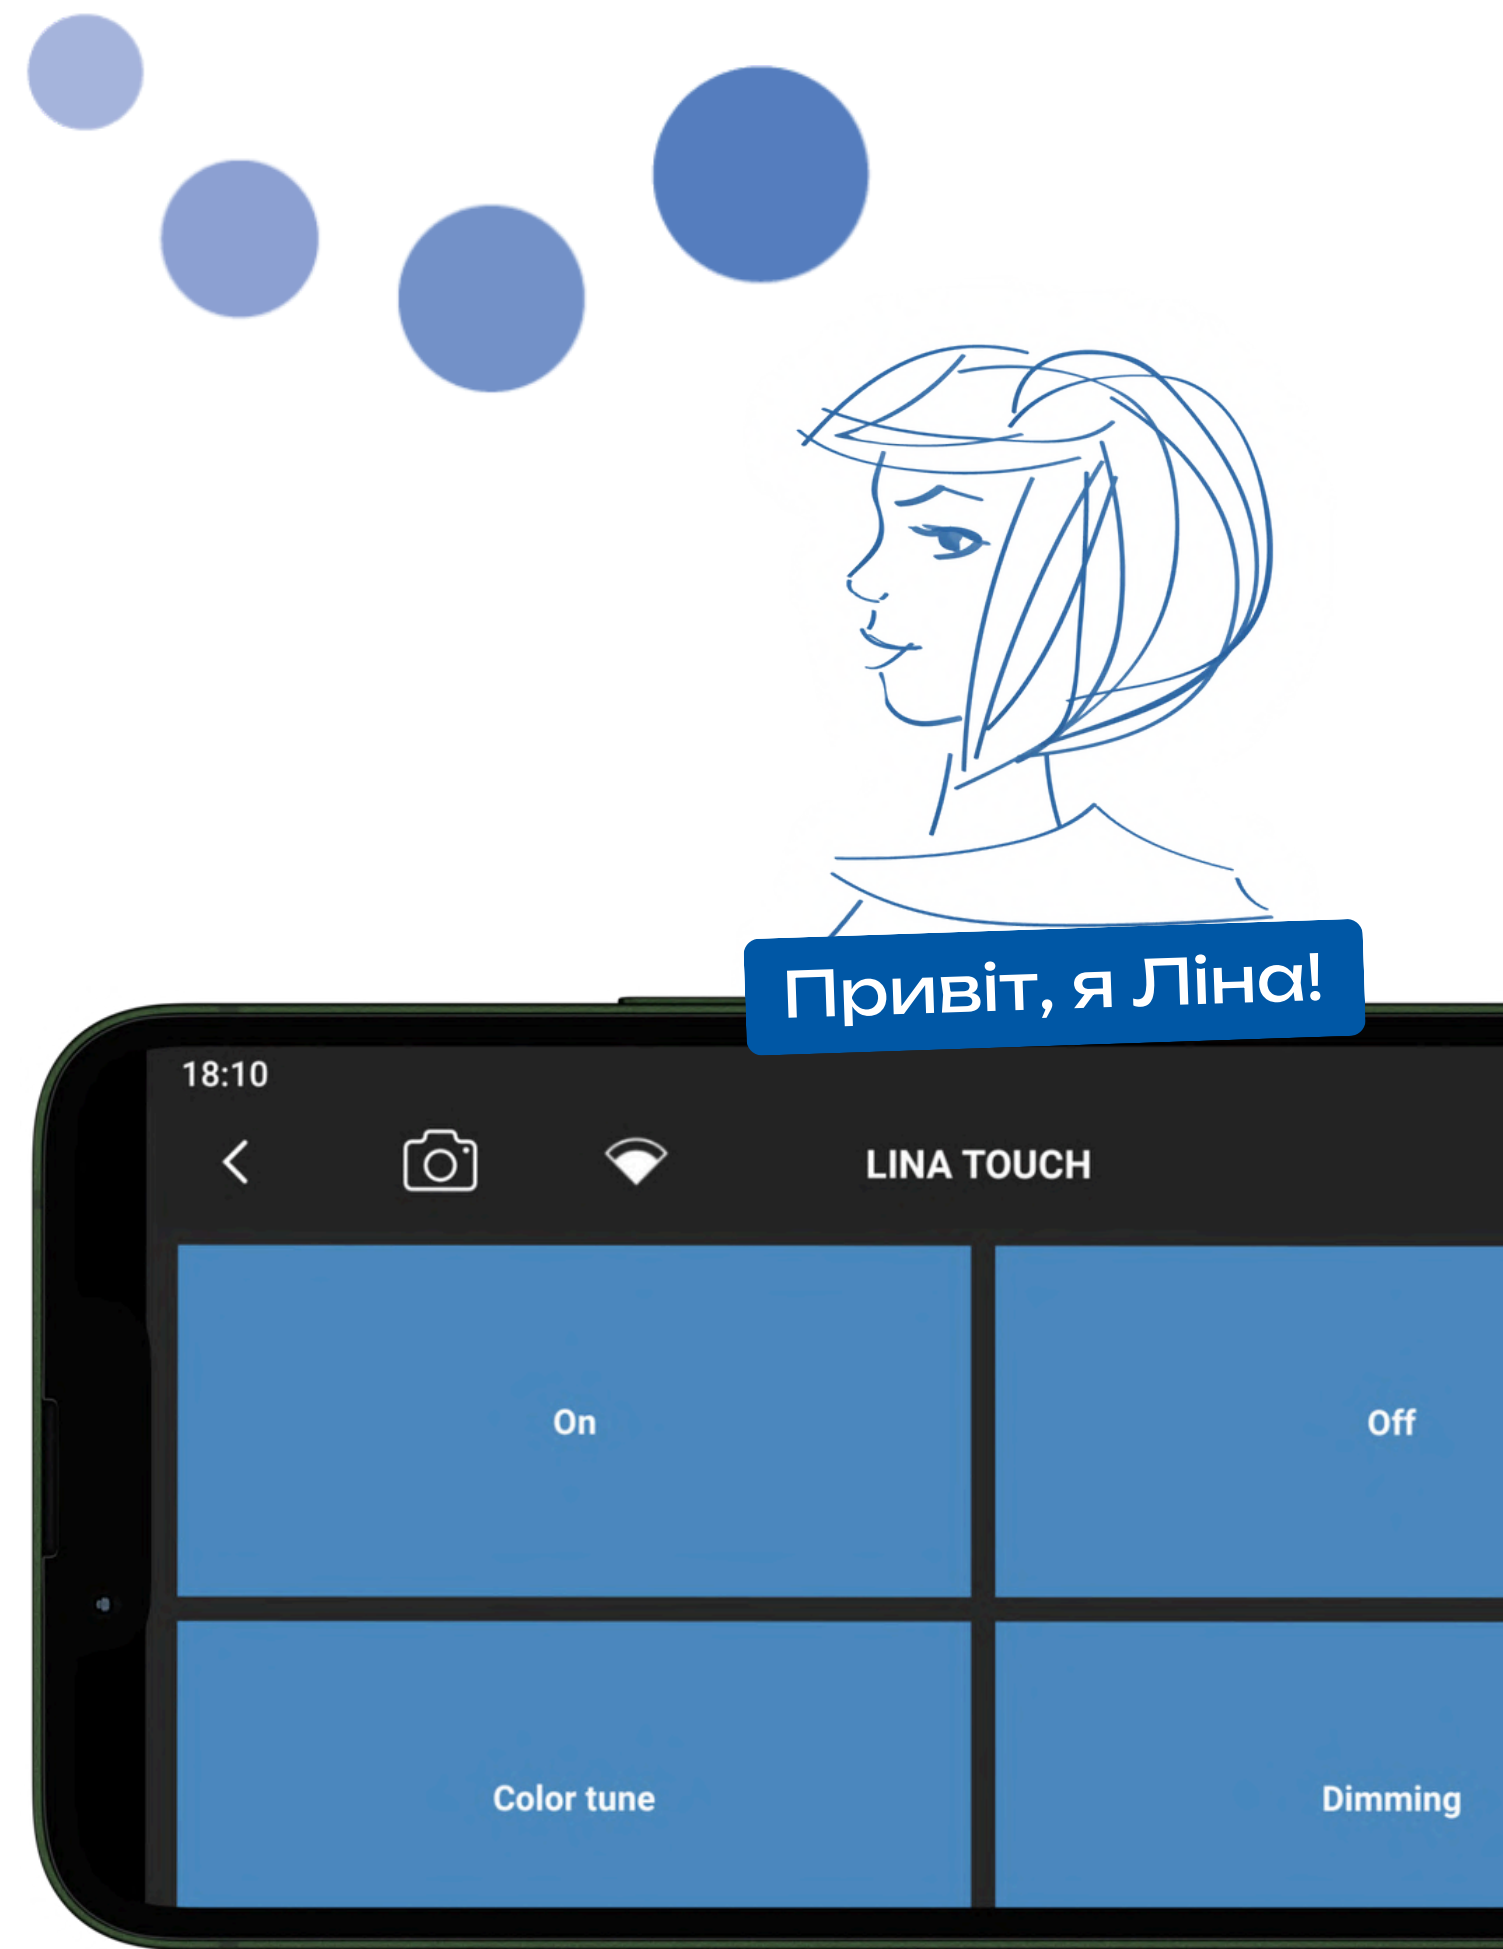 Привіт, я Ліна!
18:10
LINA TOUCH
On
Off
Color tune
Dimming